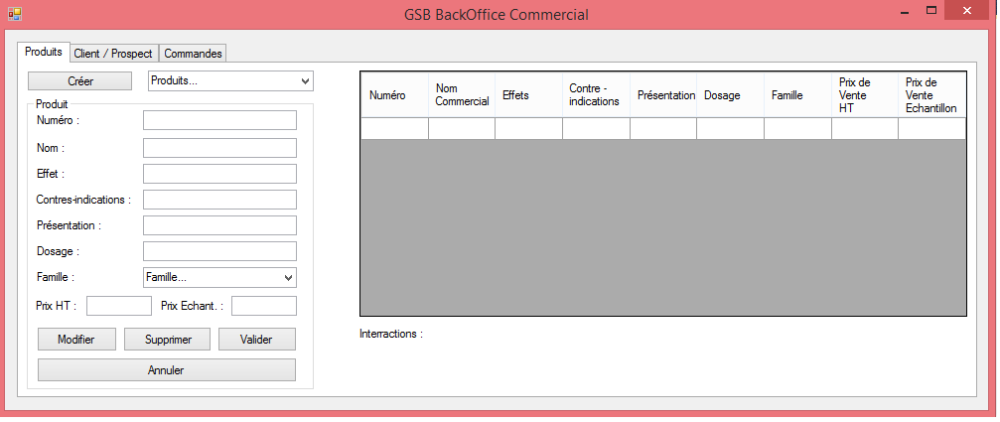 GSB BackOffice Commercial
Produits
Client / Prospect
Commandes
Créer
Produits...
Produit
Numéro :
Nom :
Effet :
Contres-indications :
Présentation :
Dosage :
Famille :
Famille...
Prix HT :
Prix Echant. :
Modifier
Supprimer
Valider
Annuler
Numéro
Nom
Commercial
Effets
Contre -
indications
Présentation
Dosage
Famille
Prix de
Vente
HT
Prix de
Vente
Echantillon
Interractions :